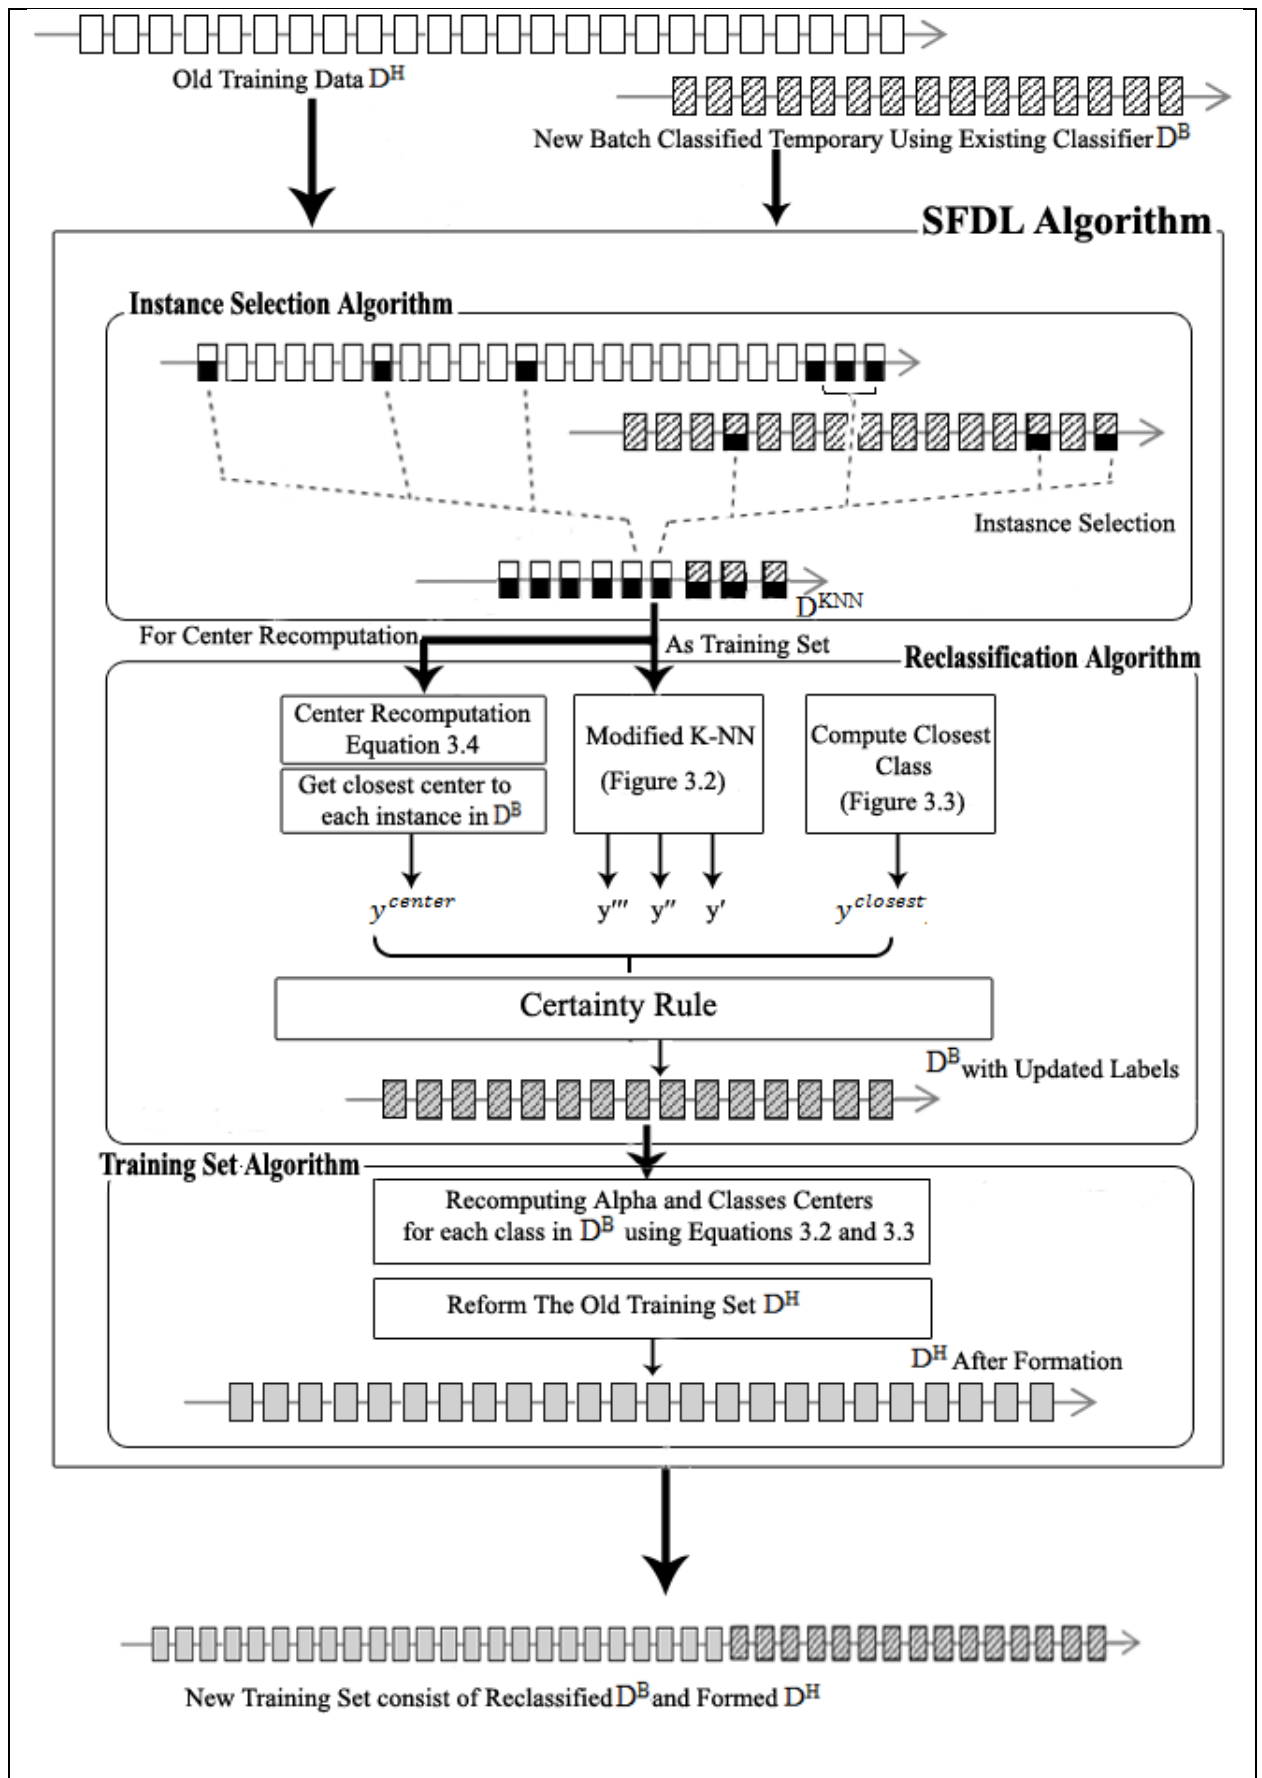 Old Training Data D^H
New Batch Classified Temporary Using Existing Classifier D^B
SFDL Algorithm
Instance Selection Algorithm
Instasnce Selection
D^KNN
For Center Recomputation
As Training Set
Reclassification Algorithm
Center Recomputation
Equation 3.4
Get closest center to
each instance in D^B
Modified K-NN
(Figure 3.2)
Compute Closest
Class
(Figure 3.3)
y^center
y''' y'' y'
y^closest
Certainty Rule
D^B with Updated Labels
Training Set Algorithm
Recomputing Alpha and Classes Centers
for each class in D^B using Equations 3.2 and 3.3
Reform The Old Training Set D^H
D^H After Formation
New Training Set consist of Reclassified D^B and Formed D^H